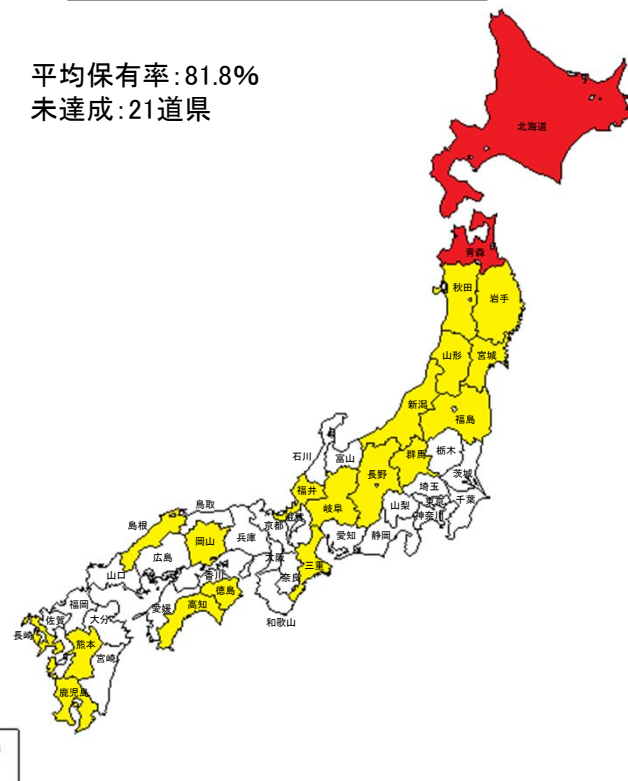 平均保有率：81.8%
未達成：21道県
北海道
青森
秋田
岩手
山形
宮城
新潟
福島
石川
富山
群馬
栃木
茨城
長野
埼玉
福井
岐阜
山梨
東京
千葉
神奈川
鳥取
京都
滋賀
愛知
静岡
島根
兵庫
岡山
広島
大阪
三重
山口
香川
奈良
徳島
福岡
愛媛
高知
和歌山
佐賀
大分
長崎
熊本
宮崎
鹿児島